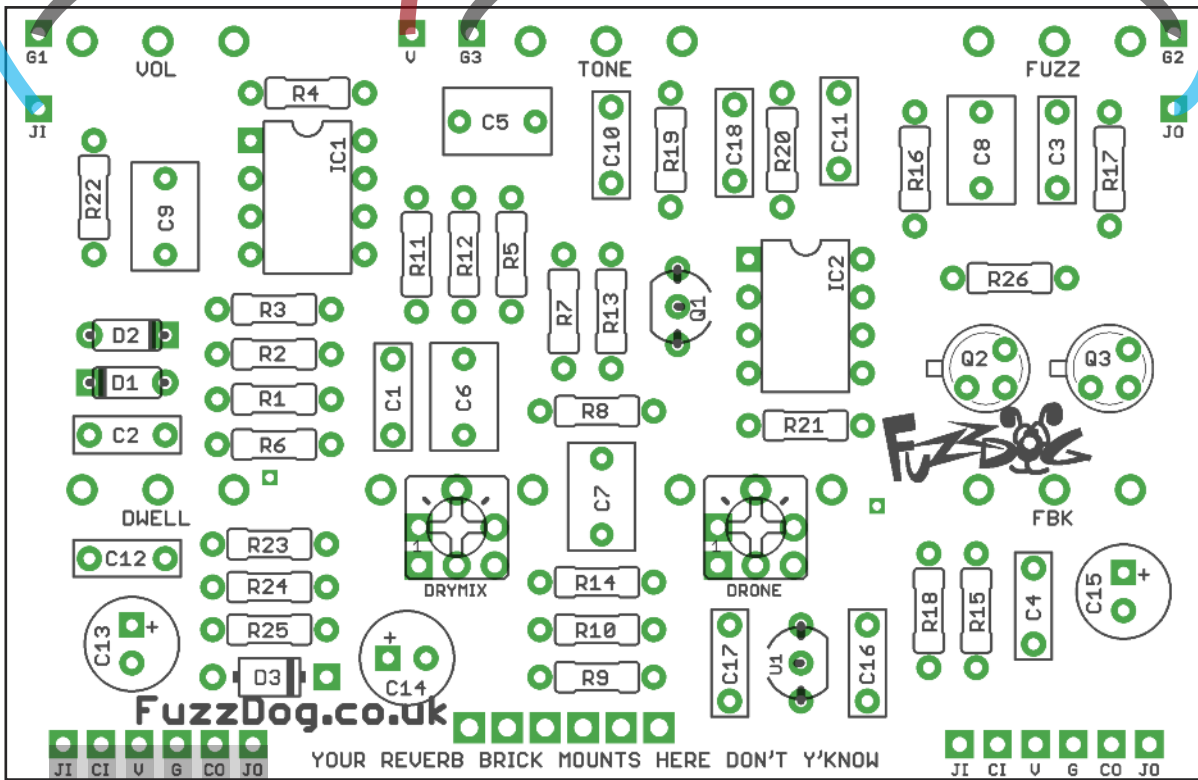 G1
VOL
V
G3
TONE
FUZZ
G2
JI
JO
R4
IC1
C5
C10
R19
C18
R20
C11
R16
C8
C3
R17
R22
C9
R11
R12
R5
R7
R13
Q1
IC2
R26
R3
D2
R2
D1
R1
C2
R6
C1
C6
R8
R21
Q2
Q3
FUZZDOG
DWELL
C7
FBK
C12
R23
R24
R25
1
DRYMIX
1
DRONE
R14
R10
R9
R18
R15
C4
C15
+
C13
+
D3
+
C14
C17
U1
C16
FuzzDog.co.uk
YOUR REVERB BRICK MOUNTS HERE DON'T Y'KNOW
JI CI V G CO JO
JI CI V G CO JO